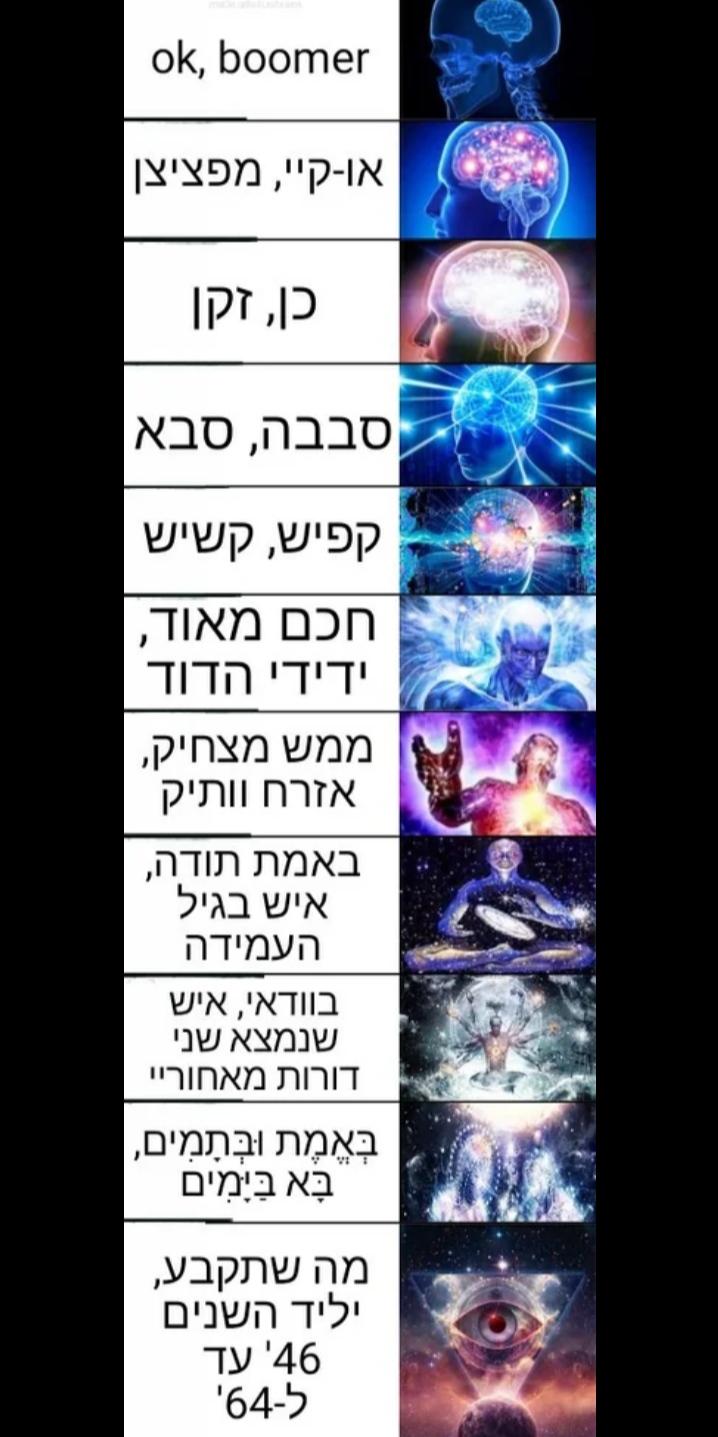 ok, boomer
או-קיי, מפציצן
כן, זקן
סבבה, סבא
קפיש, קשיש
חכם מאוד,
ידידי הדוד
ממש מצחיק,
אזרח וותיק
באמת תודה,
איש בגיל
העמידה
בוודאי, איש
שנמצא שני
דורות מאחוריי
בְּאֱמֶת וּבְּתָמִים,
בָּא בַּיָּמִים
מה שתקבע,
יליד השנים
46' עד
ל-64'